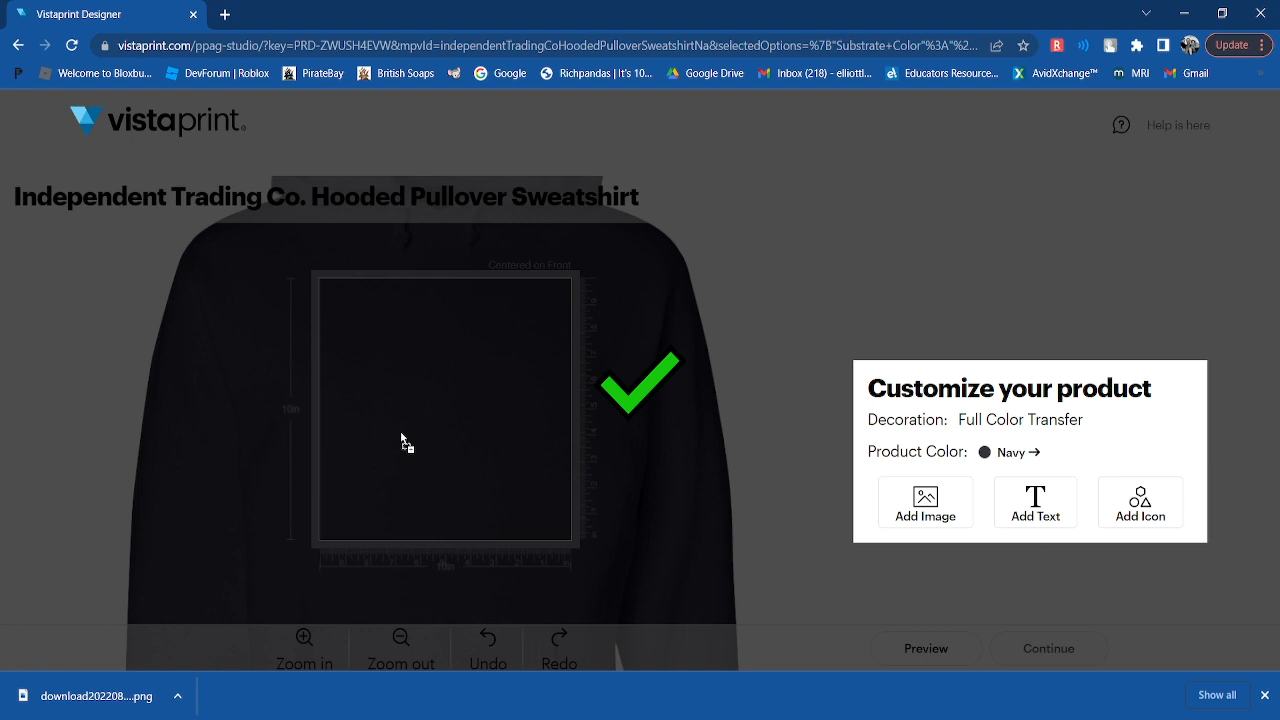 Vistaprint Designer
vistaprint.com/ppag-studio/?key=PRD-ZWUSH4EVW&mpvId=independentTradingCoHoodedPulloverSweatshirtNa&selectedOptions=%7B"Substrate+Color"%3A"%2...
Update
Welcome to Bloxbu...
DevForum | Roblox
PirateBay
British Soaps
Google
Richpandas | It's 10...
Google Drive
Inbox (218) - elliottl...
Educators Resource...
AvidXchange™
MRI
Gmail
vistaprint.
Help is here
Independent Trading Co. Hooded Pullover Sweatshirt
Centered on Front
10in
10in
Customize your product
Decoration: Full Color Transfer
Product Color: Navy →
Add Image
Add Text
Add Icon
Zoom in
Zoom out
Undo
Redo
Preview
Continue
download202208....png
Show all